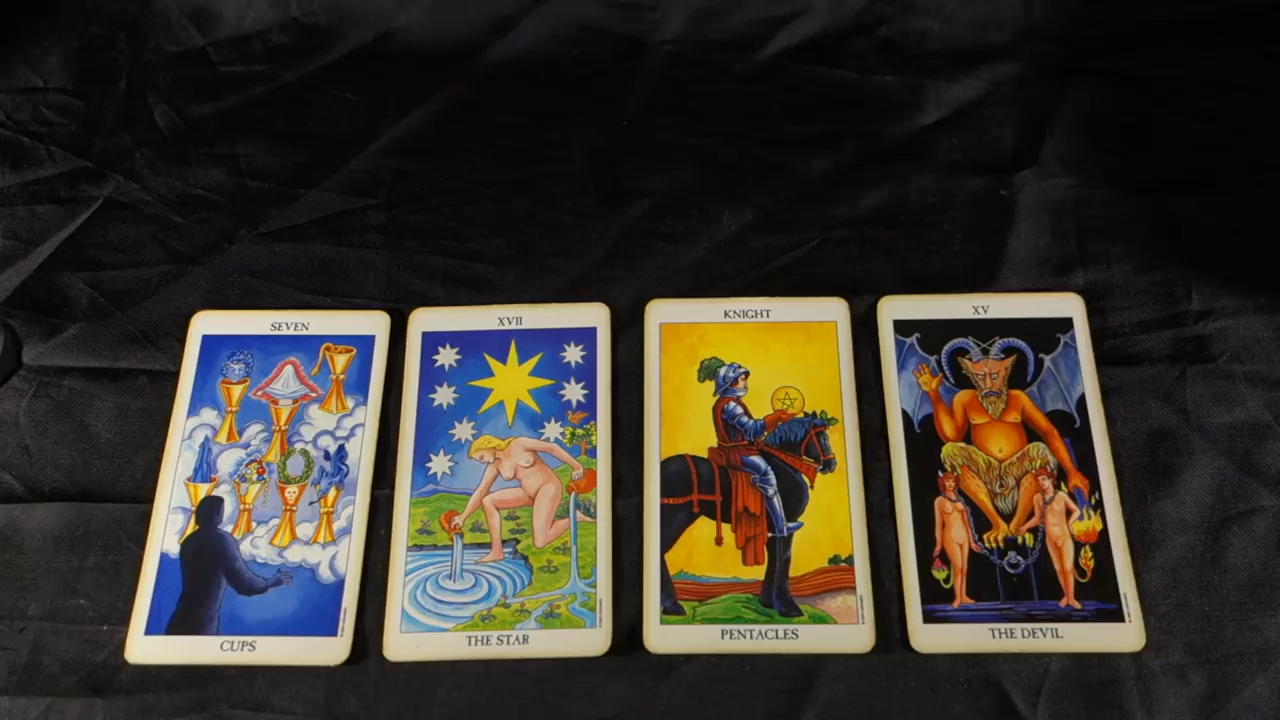 SEVEN
CUPS
XVII
THE STAR
KNIGHT
PENTACLES
XV
THE DEVIL